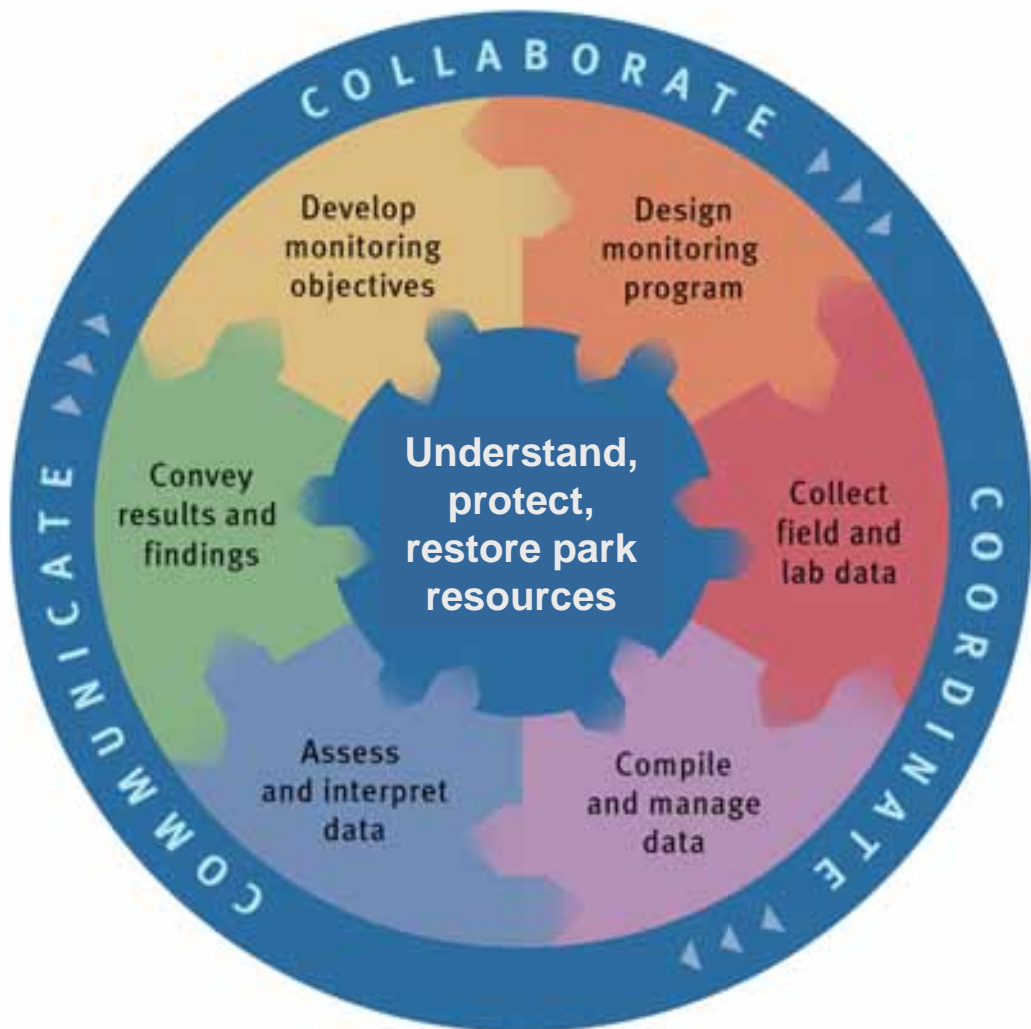 COLLABORATE
Develop
monitoring
objectives
Design
monitoring
program
Convey
results and
findings
Understand,
protect,
restore park
resources
Collect
field and
lab data
Assess
and interpret
data
Compile
and manage
data
COMMUNICATE
COORDINATE